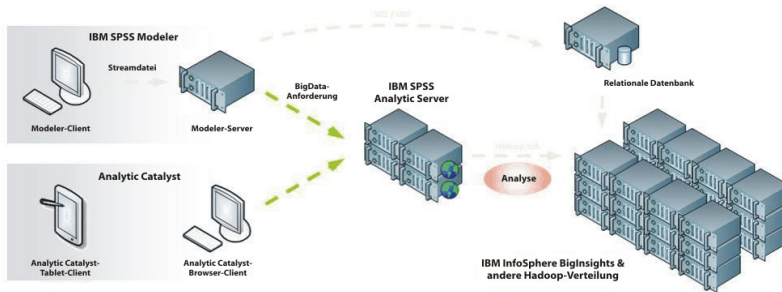 IBM SPSS Modeler
Streamdatei
Modeler-Client
Modeler-Server
BigData-
Anforderung
IBM SPSS
Analytic Server
Relationale Datenbank
Analytic Catalyst
Analytic Catalyst-
Tablet-Client
Analytic Catalyst-
Browser-Client
Analyse
IBM InfoSphere BigInsights &
andere Hadoop-Verteilung